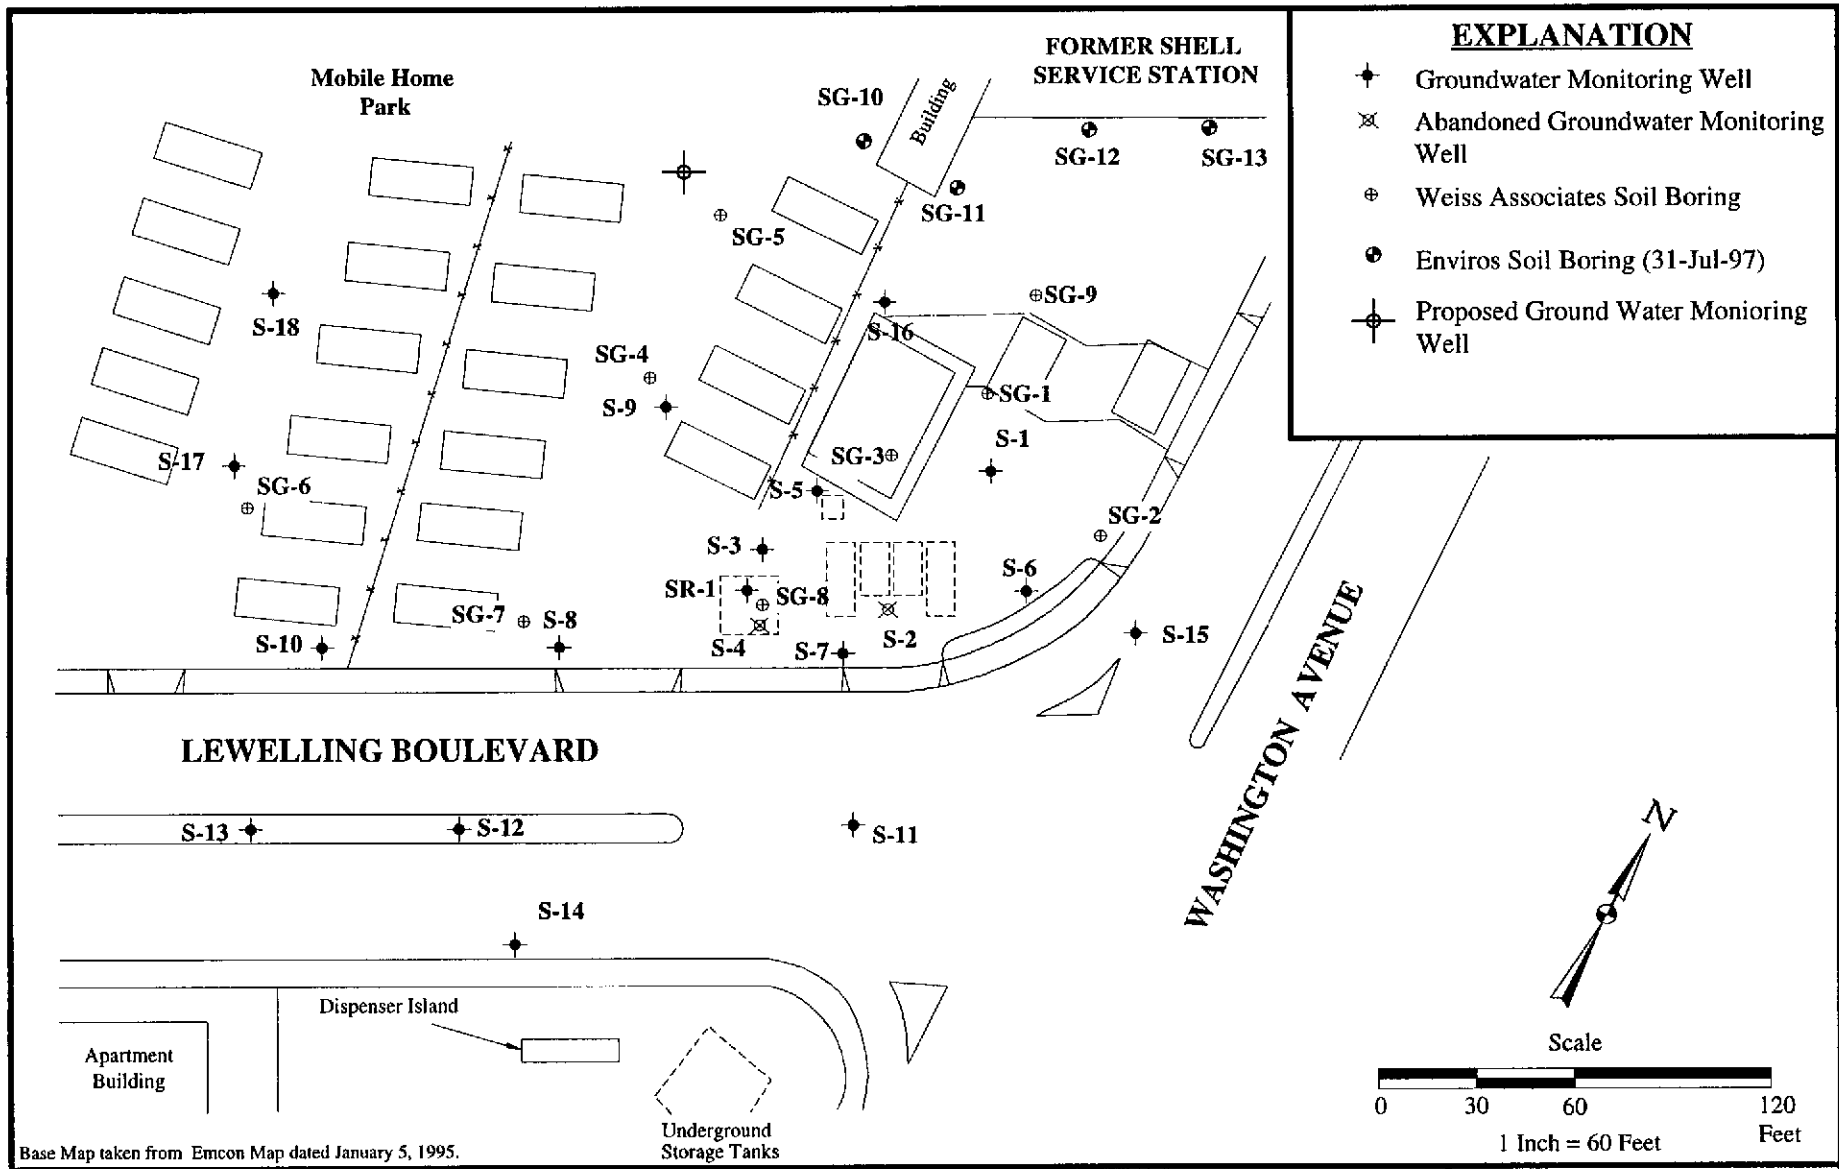 EXPLANATION
Groundwater Monitoring Well
Abandoned Groundwater Monitoring
Well
Weiss Associates Soil Boring
Enviros Soil Boring (31-Jul-97)
Proposed Ground Water Monioring
Well
FORMER SHELL
SERVICE STATION
Mobile Home
Park
SG-10
Building
SG-12
SG-13
SG-11
SG-5
SG-9
S-18
S-16
SG-4
S-9
SG-1
S-1
SG-3
S-17
SG-6
S-5
SG-2
S-3
S-6
SR-1
SG-8
SG-7
S-8
S-10
S-4
S-7
S-2
S-15
LEWELLING BOULEVARD
WASHINGTON AVENUE
S-13
S-12
S-11
S-14
N
Dispenser Island
Apartment
Building
Underground
Storage Tanks
Scale
0
30
60
120
Feet
1 Inch = 60 Feet
Base Map taken from Emcon Map dated January 5, 1995.